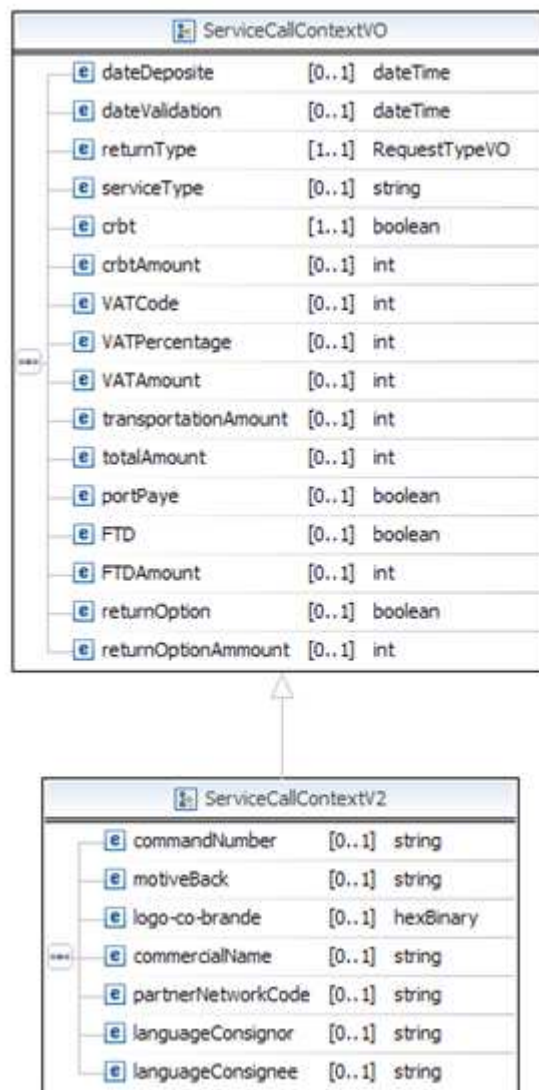 ServiceCallContextVO
dateDeposite [0..1] dateTime
dateValidation [0..1] dateTime
returnType [1..1] RequestTypeVO
serviceType [0..1] string
crbt [1..1] boolean
crbtAmount [0..1] int
VATCode [0..1] int
VATPercentage [0..1] int
VATAmount [0..1] int
transportationAmount [0..1] int
totalAmount [0..1] int
portPaye [0..1] boolean
FTD [0..1] boolean
FTDAmount [0..1] int
returnOption [0..1] boolean
returnOptionAmmount [0..1] int
ServiceCallContextV2
commandNumber [0..1] string
motiveBack [0..1] string
logo-co-brande [0..1] hexBinary
commercialName [0..1] string
partnerNetworkCode [0..1] string
languageConsignor [0..1] string
languageConsignee [0..1] string